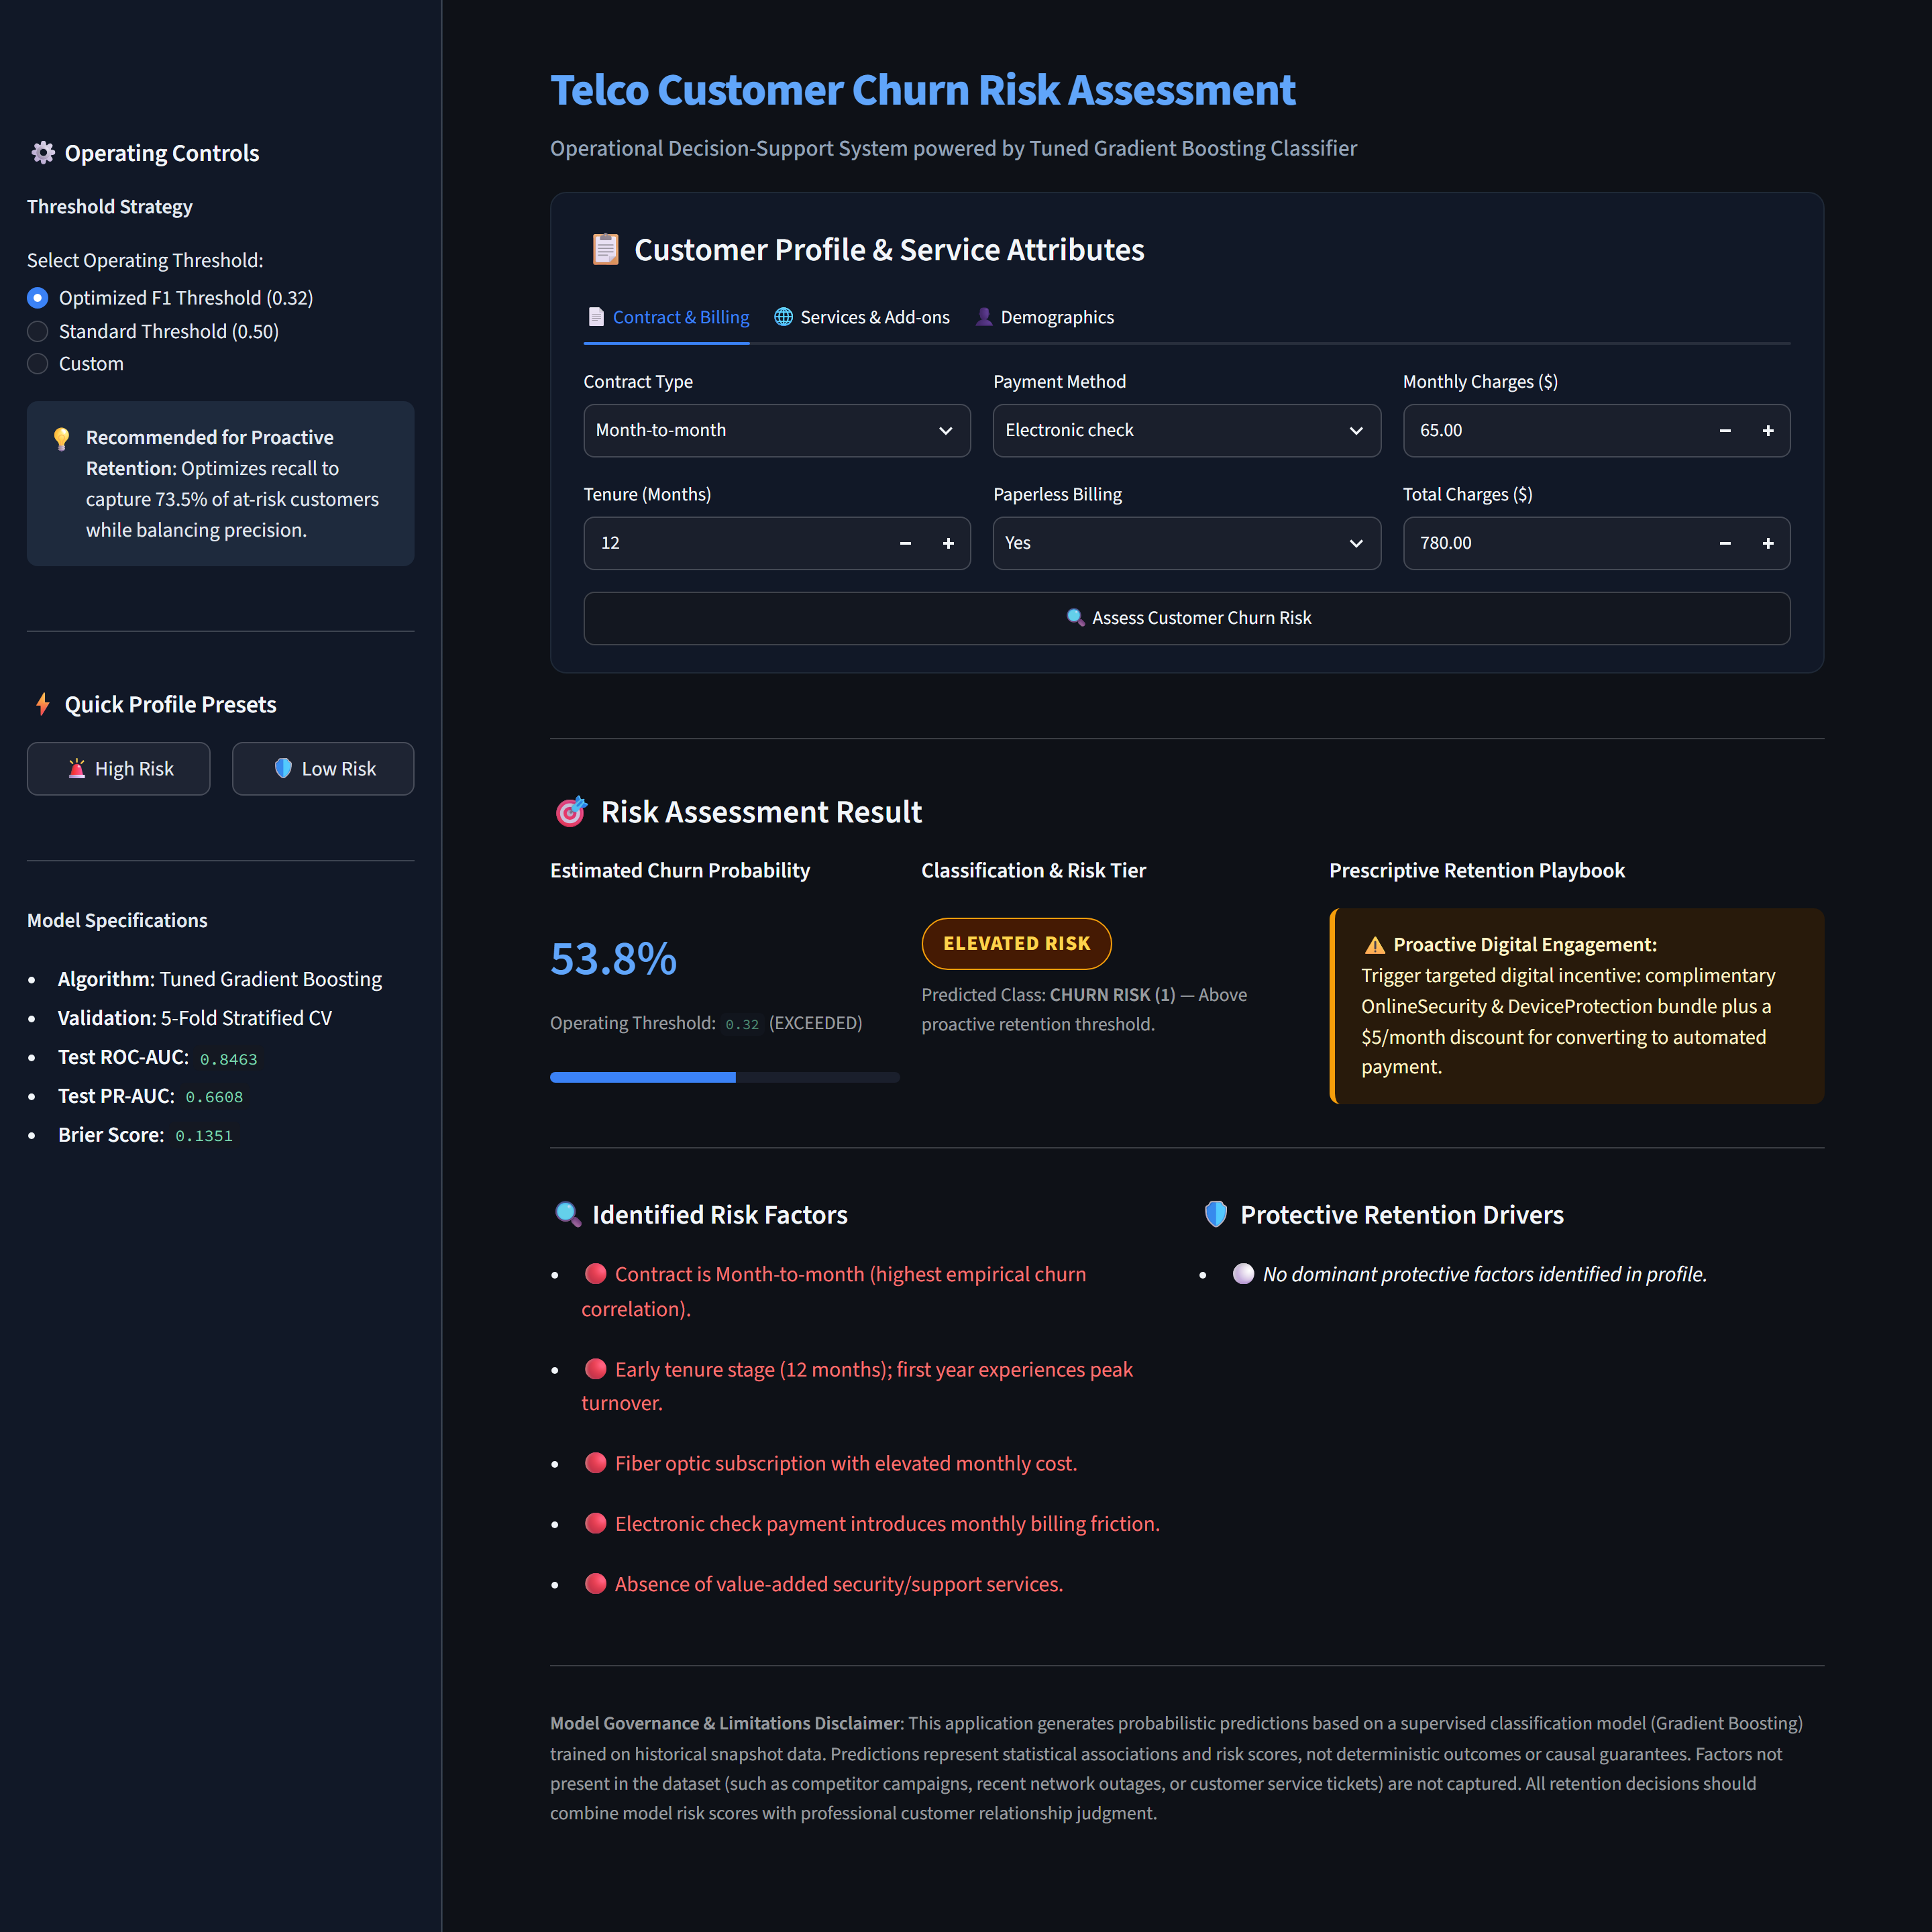 Operating Controls
Threshold Strategy
Select Operating Threshold:
Optimized F1 Threshold (0.32)
Standard Threshold (0.50)
Custom
Recommended for Proactive
Retention: Optimizes recall to
capture 73.5% of at-risk customers
while balancing precision.
Quick Profile Presets
High Risk
Low Risk
Model Specifications
Algorithm: Tuned Gradient Boosting
Validation: 5-Fold Stratified CV
Test ROC-AUC: 0.8463
Test PR-AUC: 0.6608
Brier Score: 0.1351
Telco Customer Churn Risk Assessment
Operational Decision-Support System powered by Tuned Gradient Boosting Classifier
Customer Profile & Service Attributes
Contract & Billing
Services & Add-ons
Demographics
Contract Type
Month-to-month
Payment Method
Electronic check
Monthly Charges ($)
65.00
Tenure (Months)
12
Paperless Billing
Yes
Total Charges ($)
780.00
Assess Customer Churn Risk
Risk Assessment Result
Estimated Churn Probability
53.8%
Operating Threshold: 0.32 (EXCEEDED)
Classification & Risk Tier
ELEVATED RISK
Predicted Class: CHURN RISK (1) — Above
proactive retention threshold.
Prescriptive Retention Playbook
Proactive Digital Engagement:
Trigger targeted digital incentive: complimentary
OnlineSecurity & DeviceProtection bundle plus a
$5/month discount for converting to automated
payment.
Identified Risk Factors
Contract is Month-to-month (highest empirical churn
correlation).
Early tenure stage (12 months); first year experiences peak
turnover.
Fiber optic subscription with elevated monthly cost.
Electronic check payment introduces monthly billing friction.
Absence of value-added security/support services.
Protective Retention Drivers
No dominant protective factors identified in profile.
Model Governance & Limitations Disclaimer: This application generates probabilistic predictions based on a supervised classification model (Gradient Boosting)
trained on historical snapshot data. Predictions represent statistical associations and risk scores, not deterministic outcomes or causal guarantees. Factors not
present in the dataset (such as competitor campaigns, recent network outages, or customer service tickets) are not captured. All retention decisions should
combine model risk scores with professional customer relationship judgment.